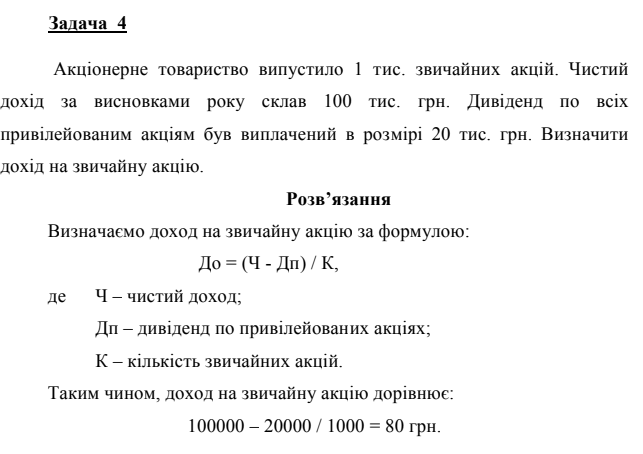 Задача 4
Акціонерне товариство випустило 1 тис. звичайних акцій. Чистий
дохід за висновками року склав 100 тис. грн. Дивіденд по всіх
привілейованим акціям був виплачений в розмірі 20 тис. грн. Визначити
дохід на звичайну акцію.
Розв’язання
Визначаємо доход на звичайну акцію за формулою:
До = (Ч - Дп) / К,
де Ч – чистий доход;
Дп – дивіденд по привілейованих акціях;
К – кількість звичайних акцій.
Таким чином, доход на звичайну акцію дорівнює:
100000 – 20000 / 1000 = 80 грн.